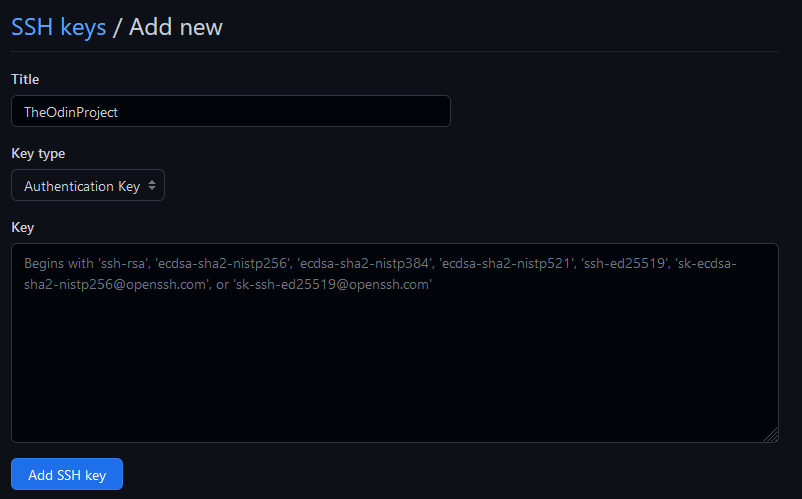 SSH keys / Add new
Title
TheOdinProject
Key type
Authentication Key
Key
Begins with 'ssh-rsa', 'ecdsa-sha2-nistp256', 'ecdsa-sha2-nistp384', 'ecdsa-sha2-nistp521', 'ssh-ed25519', 'sk-ecdsa-
sha2-nistp256@openssh.com', or 'sk-ssh-ed25519@openssh.com'
Add SSH key